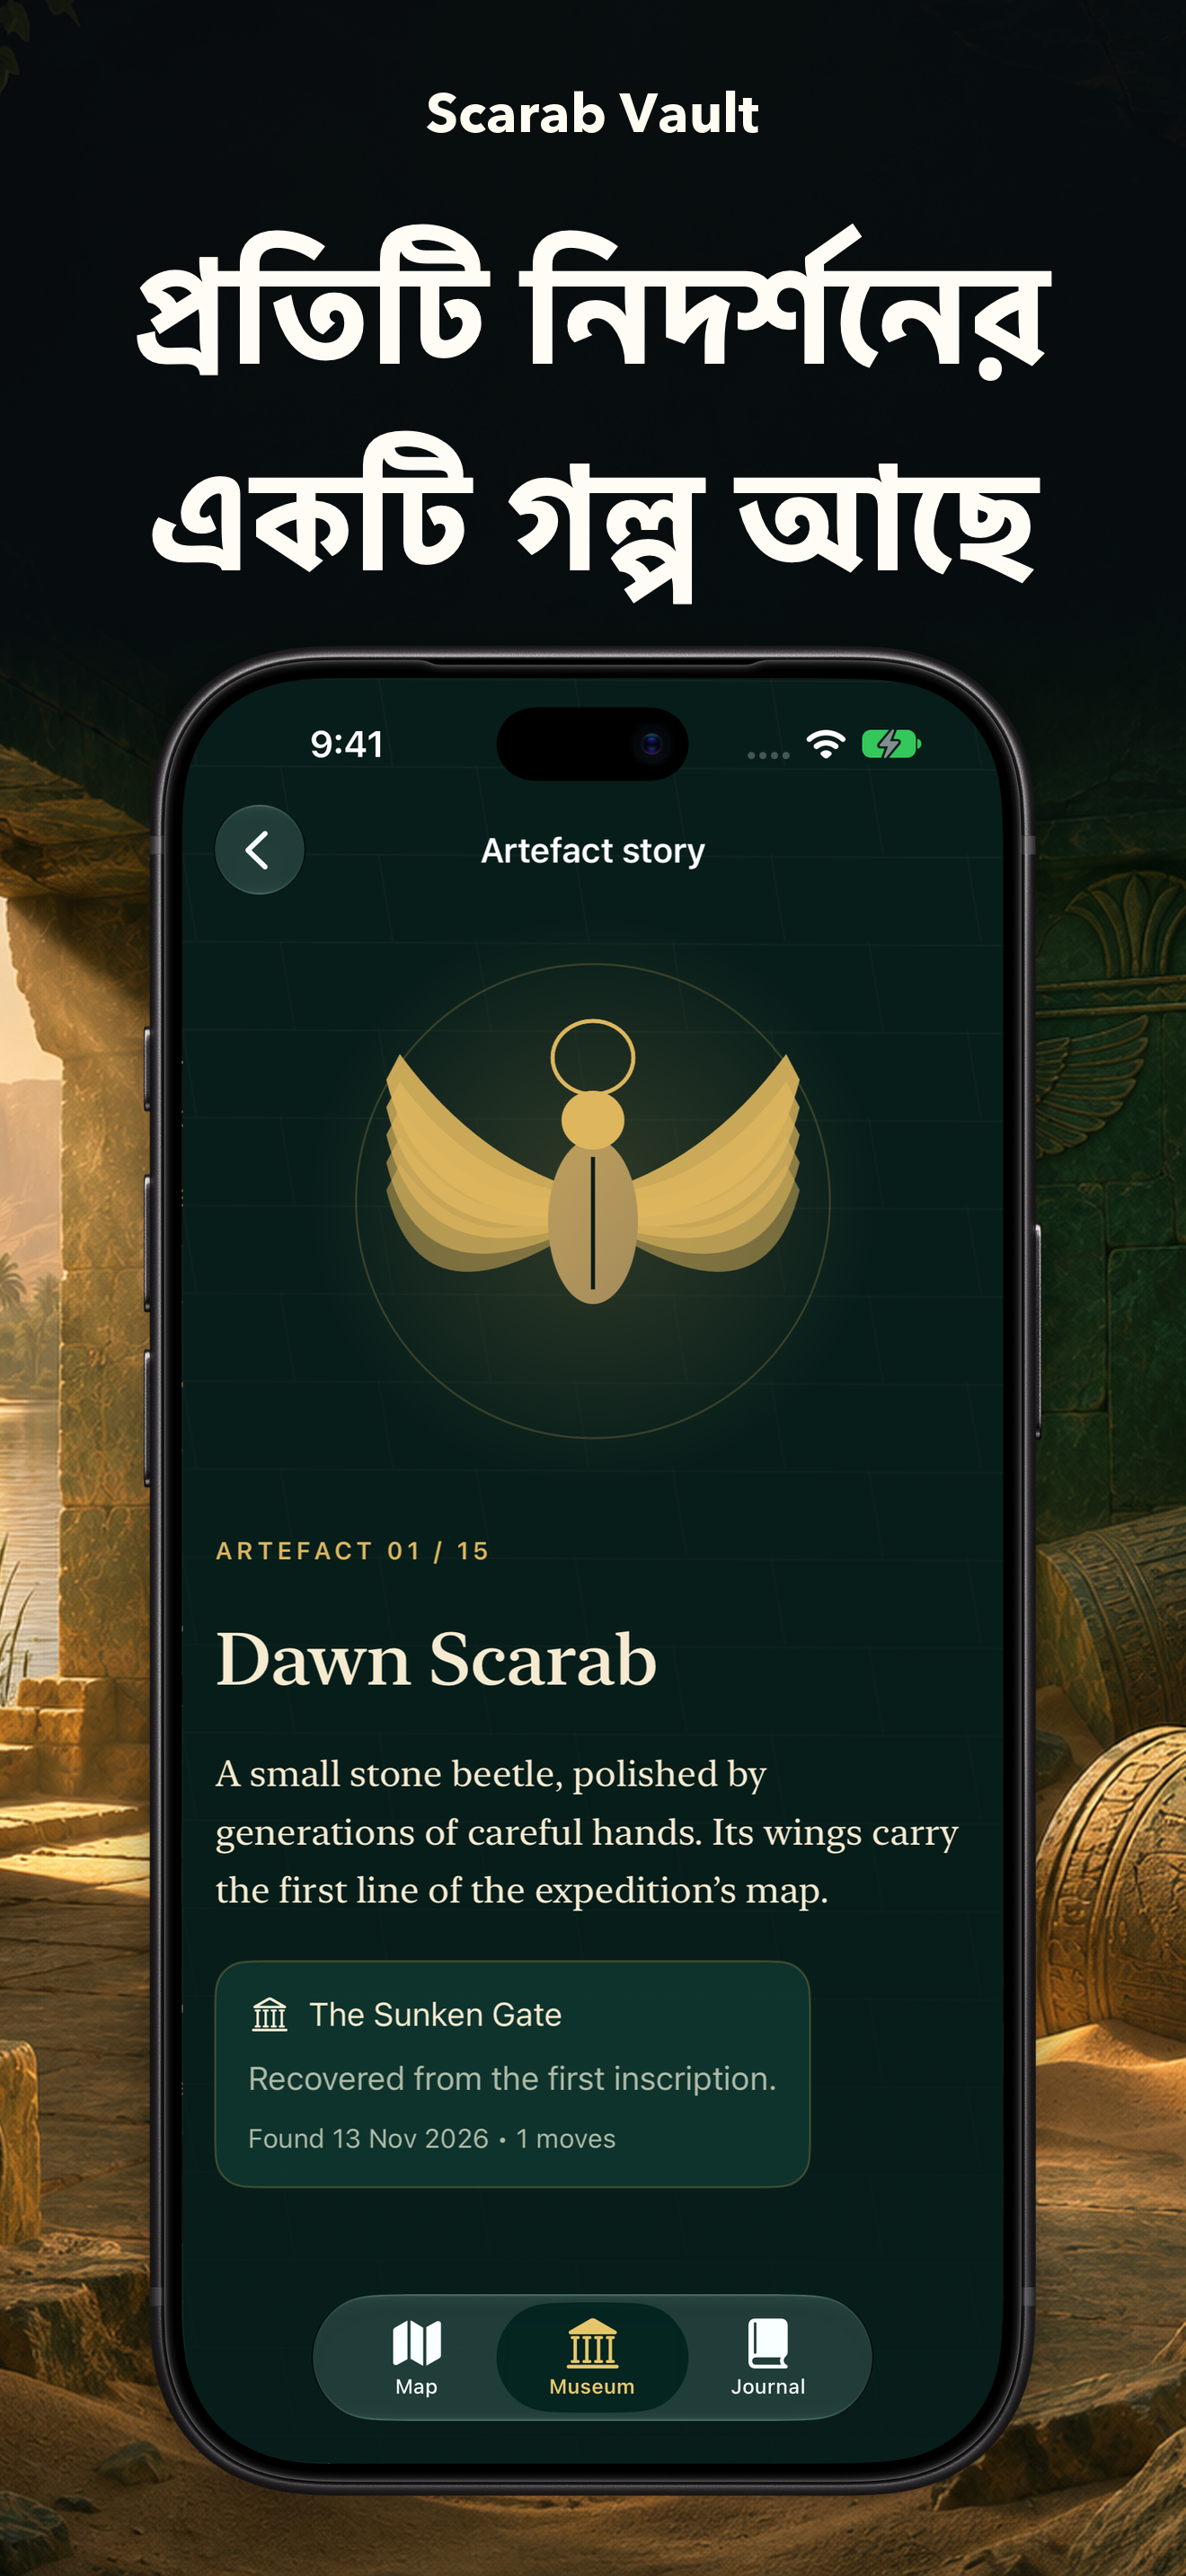 Scarab Vault
প্রতিটি নিদর্শনের
একটি গল্প আছে
9:41
Artefact story
ARTEFACT 01 / 15
Dawn Scarab
A small stone beetle, polished by
generations of careful hands. Its wings carry
the first line of the expedition’s map.
The Sunken Gate
Recovered from the first inscription.
Found 13 Nov 2026 • 1 moves
Map
Museum
Journal